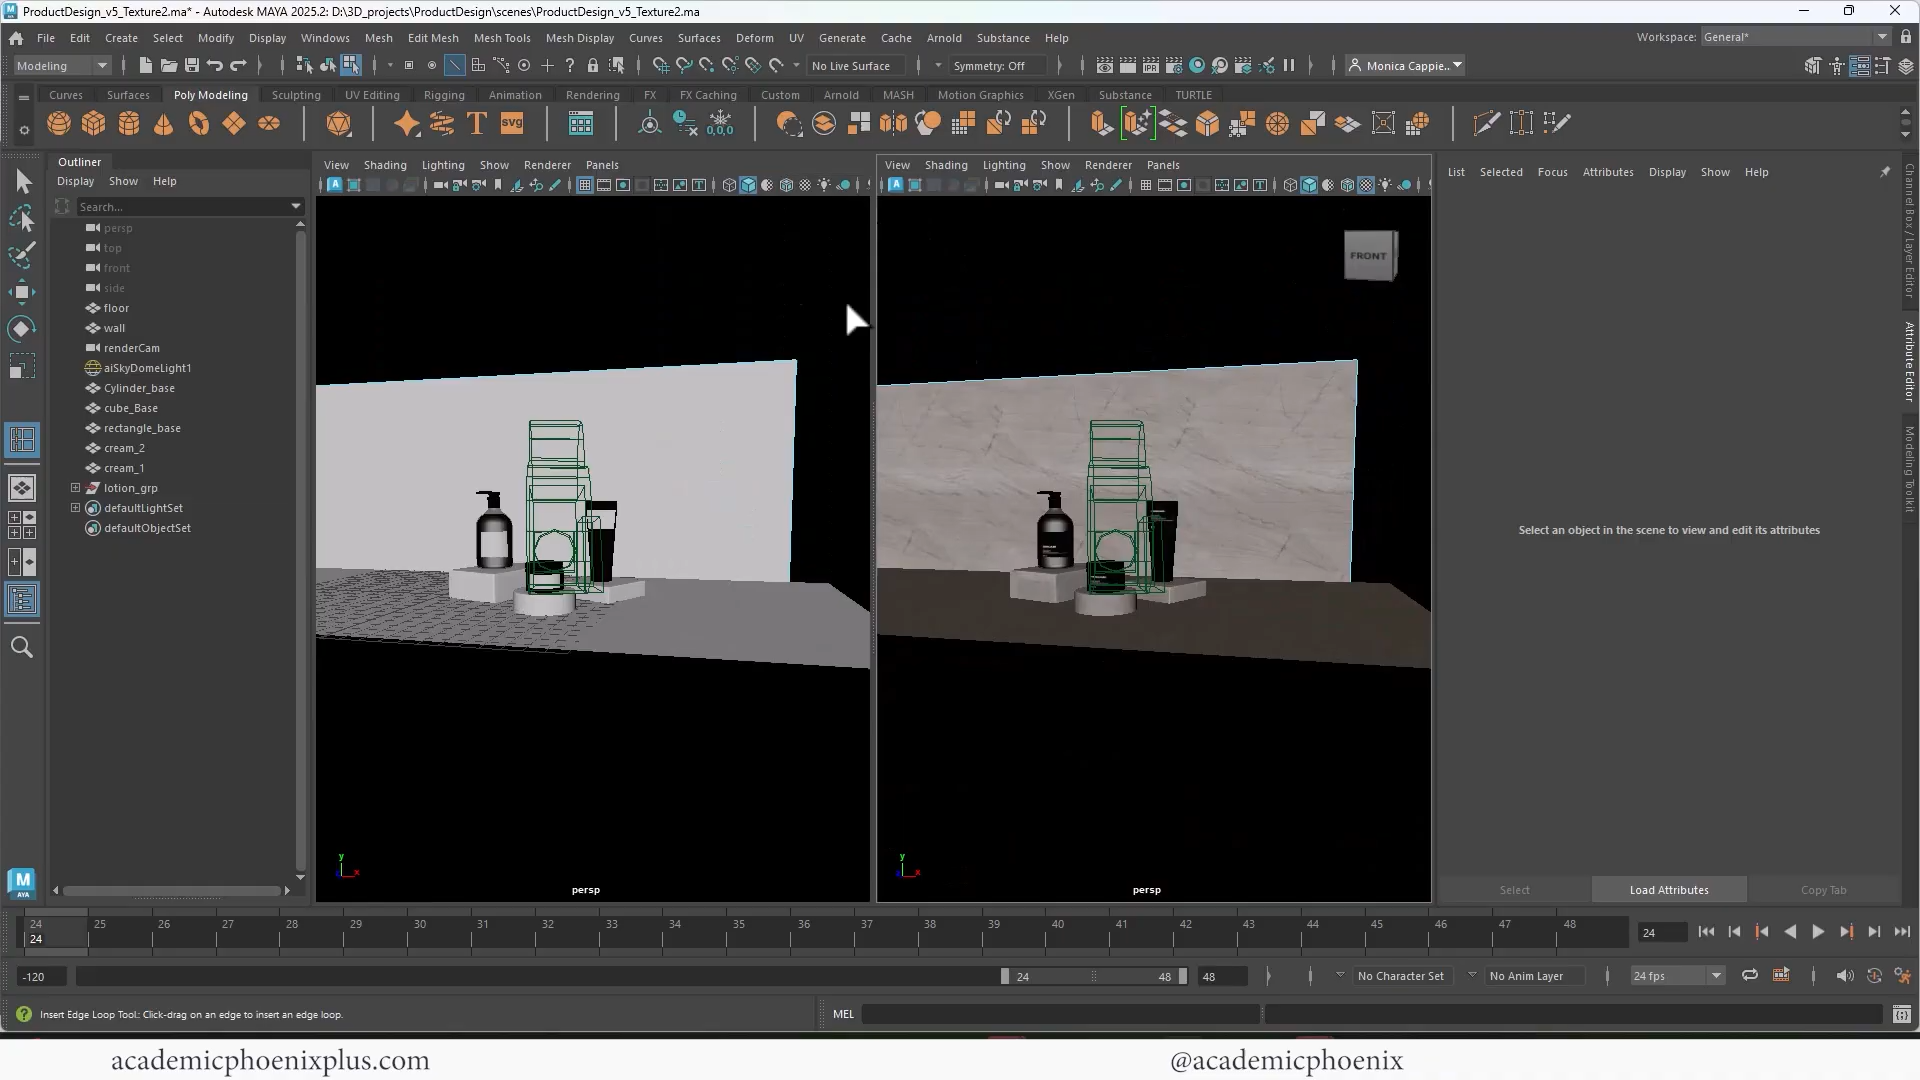 ProductDesign_v5_Texture2.ma* - Autodesk MAYA 2025.2: D:\3D_projects\ProductDesign\scenes\ProductDesign_v5_Texture2.ma
File Edit Create Select Modify Display Windows Mesh Edit Mesh Mesh Tools Mesh Display Curves Surfaces Deform UV Generate Cache Arnold Substance Help
Workspace: General*
Modeling
No Live Surface
Symmetry: Off
Monica Cappie...
Curves Surfaces Poly Modeling Sculpting UV Editing Rigging Animation Rendering FX FX Caching Custom Arnold MASH Motion Graphics XGen Substance TURTLE
Outliner
Display Show Help
Search...
persp
top
front
side
floor
wall
renderCam
aiSkyDomeLight1
Cylinder_base
cube_Base
rectangle_base
cream_2
cream_1
lotion_grp
defaultLightSet
defaultObjectSet
View Shading Lighting Show Renderer Panels
persp
View Shading Lighting Show Renderer Panels
FRONT
persp
List Selected Focus Attributes Display Show Help
Select an object in the scene to view and edit its attributes
Select Load Attributes Copy Tab
Channel Box / Layer Editor
Attribute Editor
Modeling Toolkit
24 25 26 27 28 29 30 31 32 33 34 35 36 37 38 39 40 41 42 43 44 45 46 47 48
24
24
-120
24
48
48
No Character Set
No Anim Layer
24 fps
Insert Edge Loop Tool: Click-drag on an edge to insert an edge loop.
MEL
academicphoenixplus.com
@academicphoenix